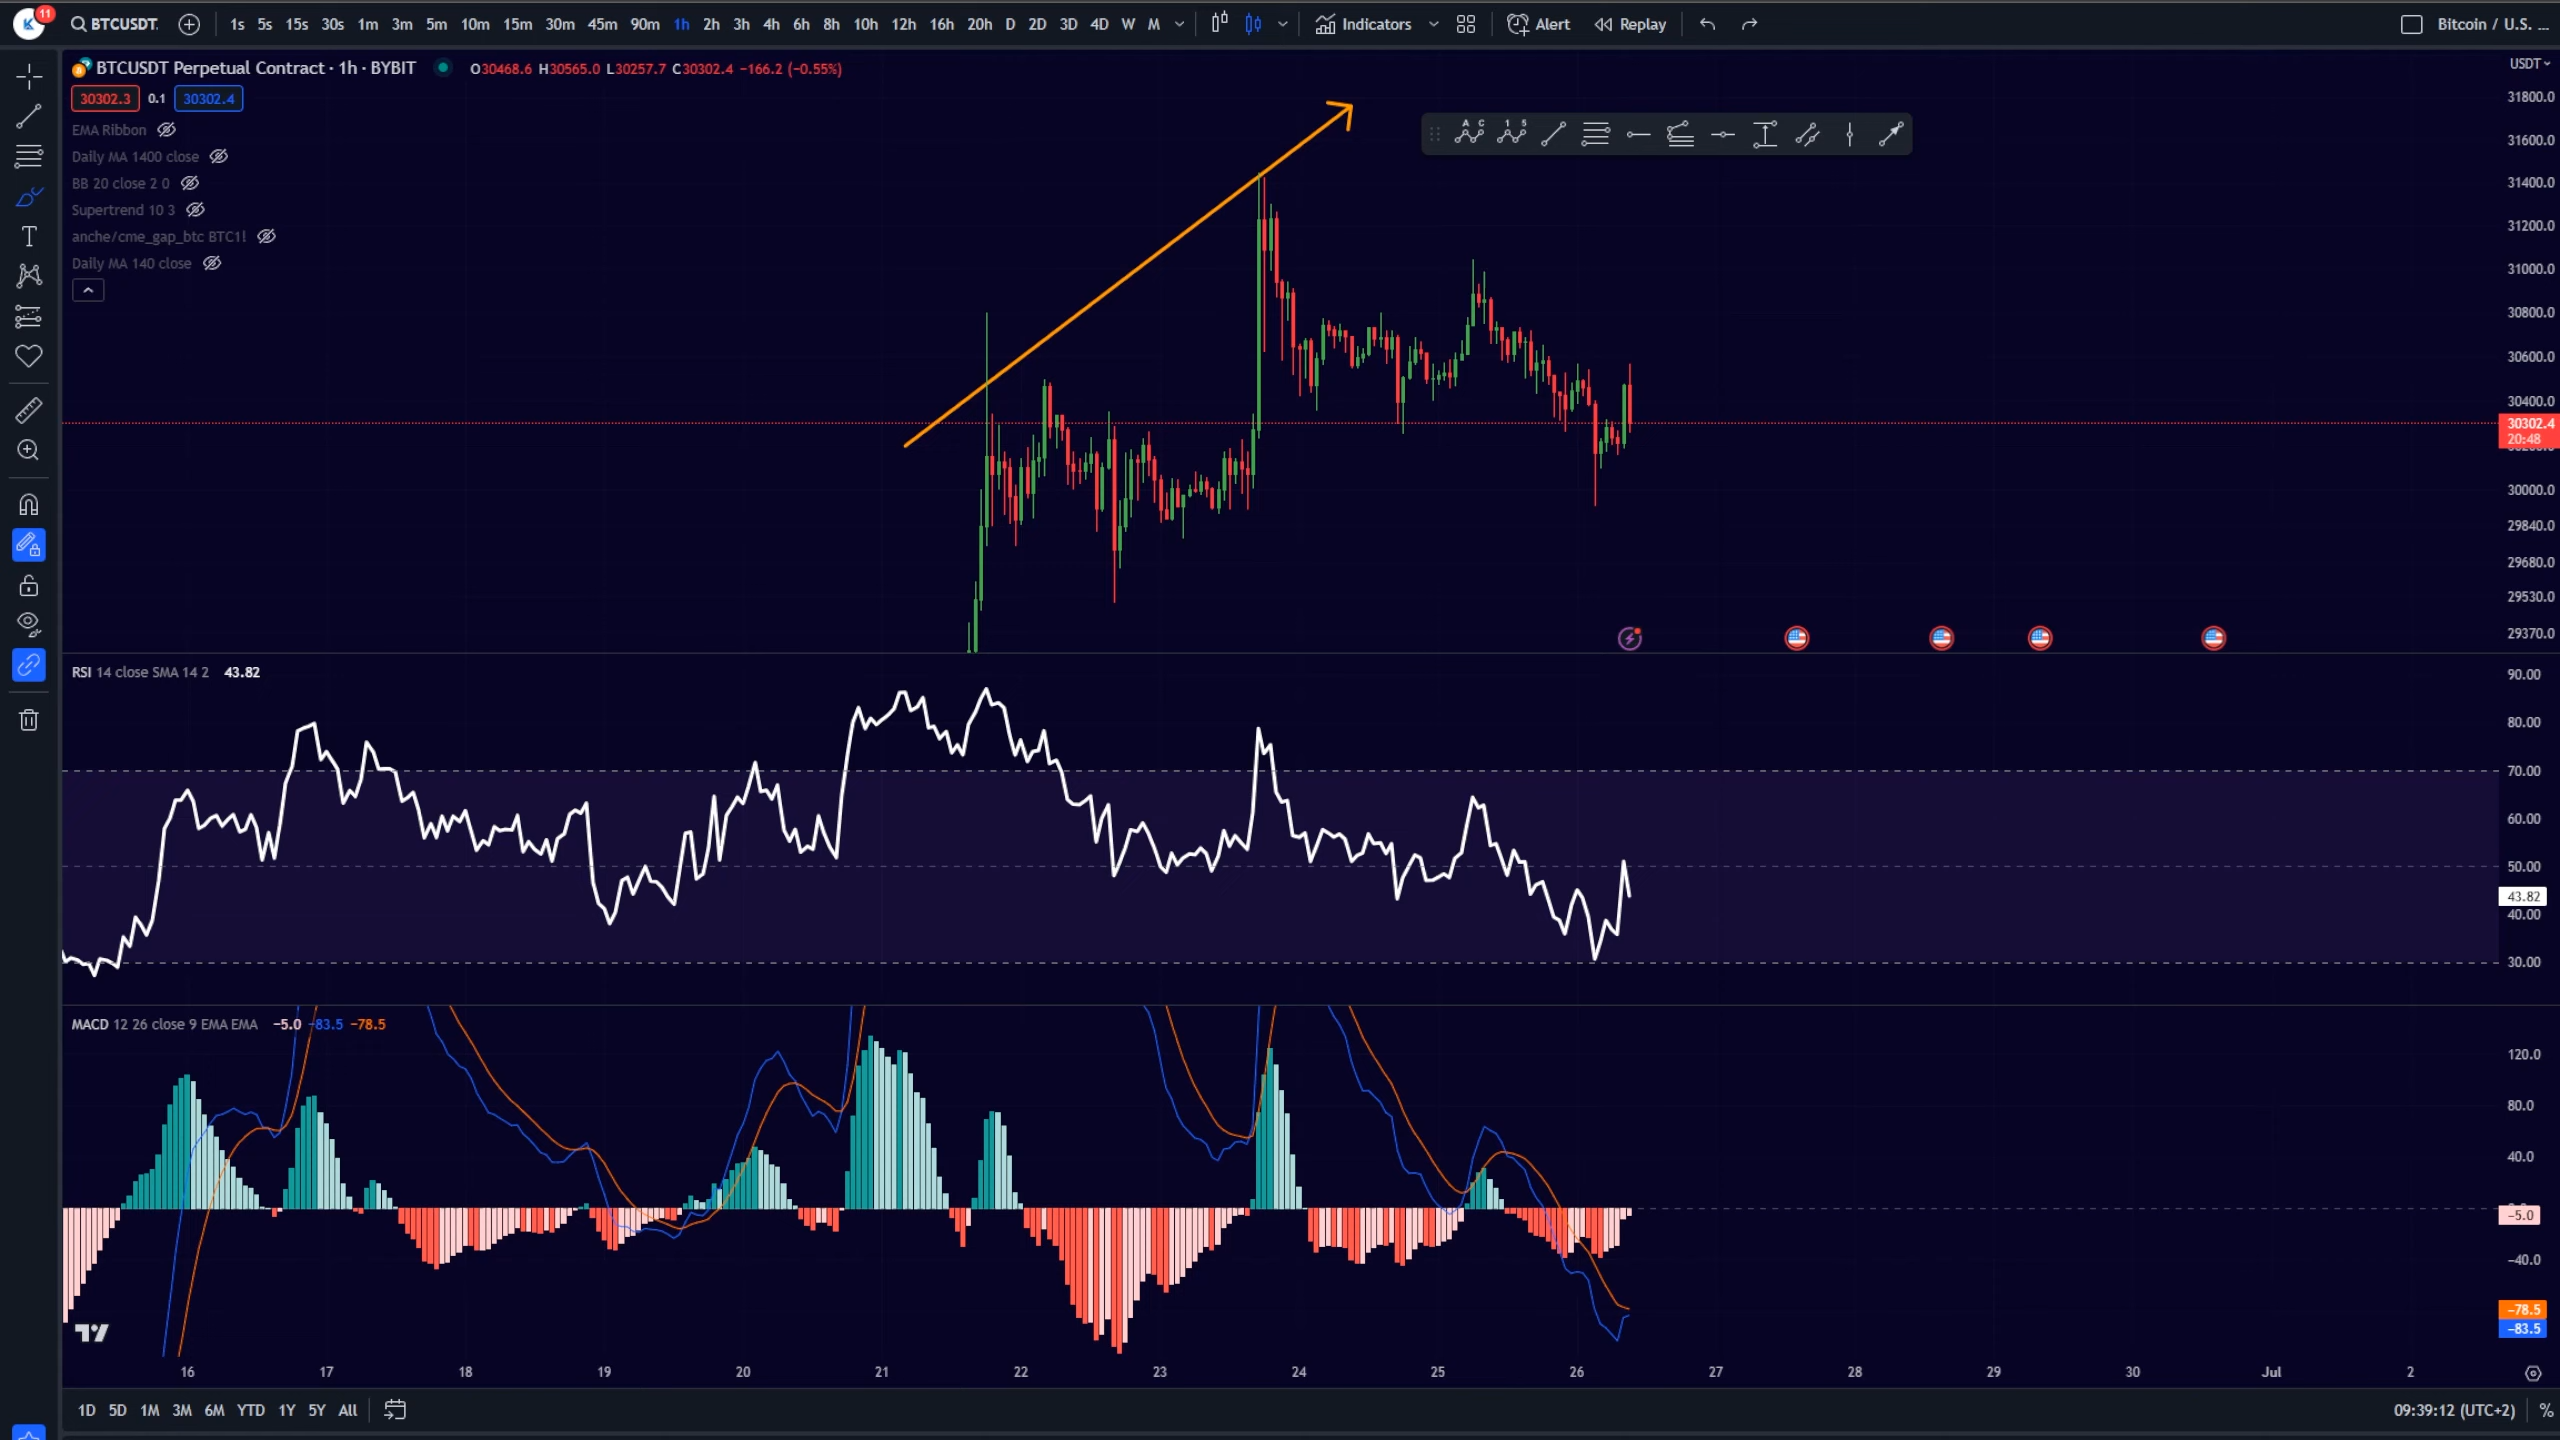 11
BTCUSDT.
1s 5s 15s 30s 1m 3m 5m 10m 15m 30m 45m 90m 1h 2h 3h 4h 6h 8h 10h 12h 16h 20h D 2D 3D 4D W M
Indicators
Alert
Replay
Bitcoin / U.S. ...
BTCUSDT Perpetual Contract · 1h · BYBIT
O30468.6 H30565.0 L30257.7 C30302.4 −166.2 (−0.55%)
USDT
30302.3 0.1 30302.4
EMA Ribbon
Daily MA 1400 close
BB 20 close 2 0
Supertrend 10 3
anche/cme_gap_btc BTC1!
Daily MA 140 close
A C
1 5
31800.0
31600.0
31400.0
31200.0
31000.0
30800.0
30600.0
30400.0
30302.4
20:48
30000.0
29840.0
29680.0
29530.0
29370.0
RSI 14 close SMA 14 2 43.82
90.00
80.00
70.00
60.00
50.00
43.82
40.00
30.00
MACD 12 26 close 9 EMA EMA −5.0 −83.5 −78.5
120.0
80.0
40.0
−5.0
−40.0
−78.5
−83.5
16 17 18 19 20 21 22 23 24 25 26 27 28 29 30 Jul 2
1D 5D 1M 3M 6M YTD 1Y 5Y All
09:39:12 (UTC+2) %